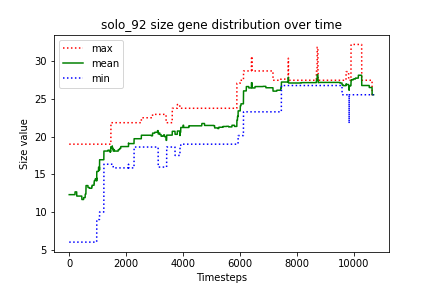 solo_92 size gene distribution over time
max
mean
min
Size value
30
25
20
15
10
5
0 2000 4000 6000 8000 10000
Timesteps